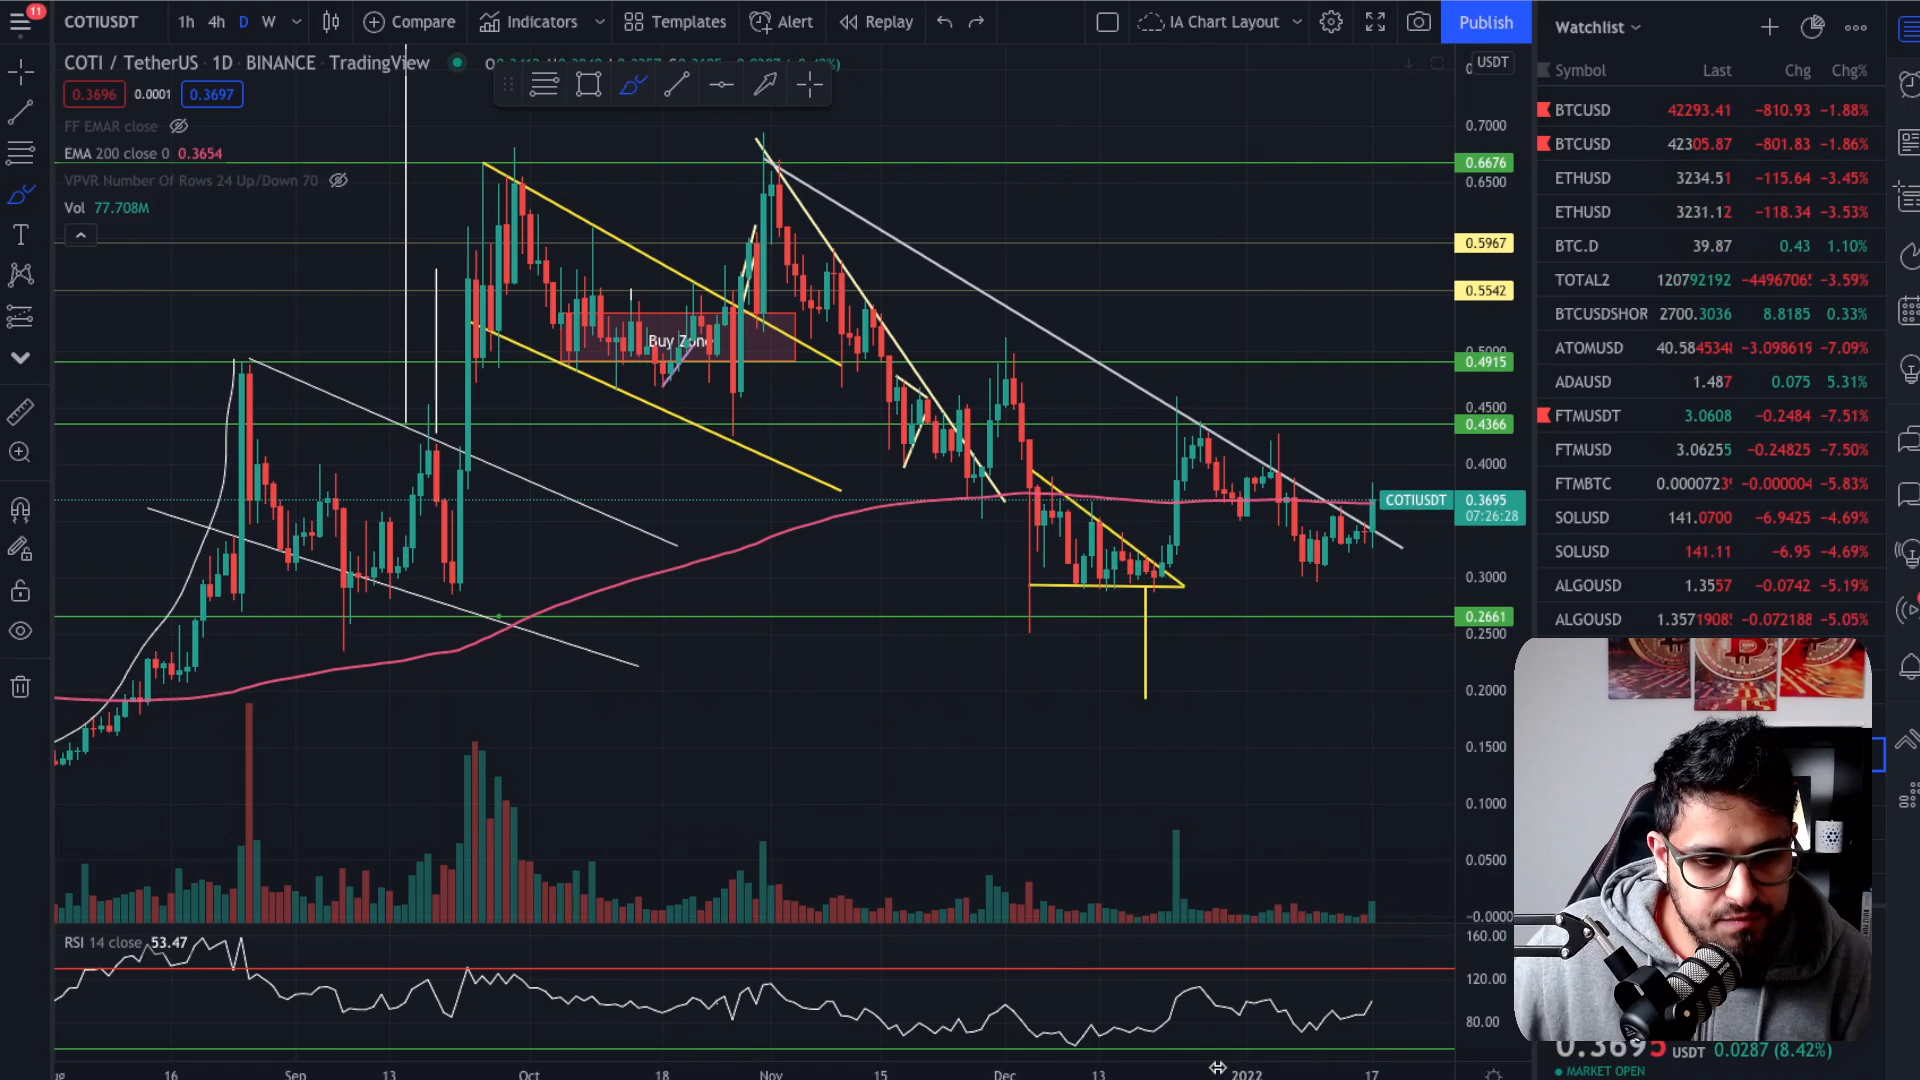 11
COTIUSDT 1h 4h D W Compare Indicators Templates Alert Replay IA Chart Layout Publish
COTI / TetherUS · 1D · BINANCE · TradingView
USDT
0.3696 0.0001 0.3697
FF EMAR close
EMA 200 close 0 0.3654
VPVR Number Of Rows 24 Up/Down 70
Vol 77.708M
Buy Zone
0.7000
0.6676
0.6500
0.5967
0.5542
0.5000
0.4915
0.4500
0.4366
0.4000
COTIUSDT 0.3695
07:26:28
0.3000
0.2661
0.2500
0.2000
0.1500
0.1000
0.0500
-0.0000
RSI 14 close 53.47
160.00
120.00
80.00
16 Sep 13 Oct 18 Nov 15 Dec 13 2022 17
Watchlist
Symbol Last Chg Chg%
BTCUSD 42293.41 -810.93 -1.88%
BTCUSD 42305.87 -801.83 -1.86%
ETHUSD 3234.51 -115.64 -3.45%
ETHUSD 3231.12 -118.34 -3.53%
BTC.D 39.87 0.43 1.10%
TOTAL2 120792192 -4496706 -3.59%
BTCUSDSHOR 2700.3036 8.8185 0.33%
ATOMUSD 40.584534 -3.098619 -7.09%
ADAUSD 1.487 0.075 5.31%
FTMUSDT 3.0608 -0.2484 -7.51%
FTMUSD 3.06255 -0.24825 -7.50%
FTMBTC 0.0000723 -0.000004 -5.83%
SOLUSD 141.0700 -6.9425 -4.69%
SOLUSD 141.11 -6.95 -4.69%
ALGOUSD 1.3557 -0.0742 -5.19%
ALGOUSD 1.3571908 -0.072188 -5.05%
0.3695 USDT 0.0287 (8.42%)
MARKET OPEN